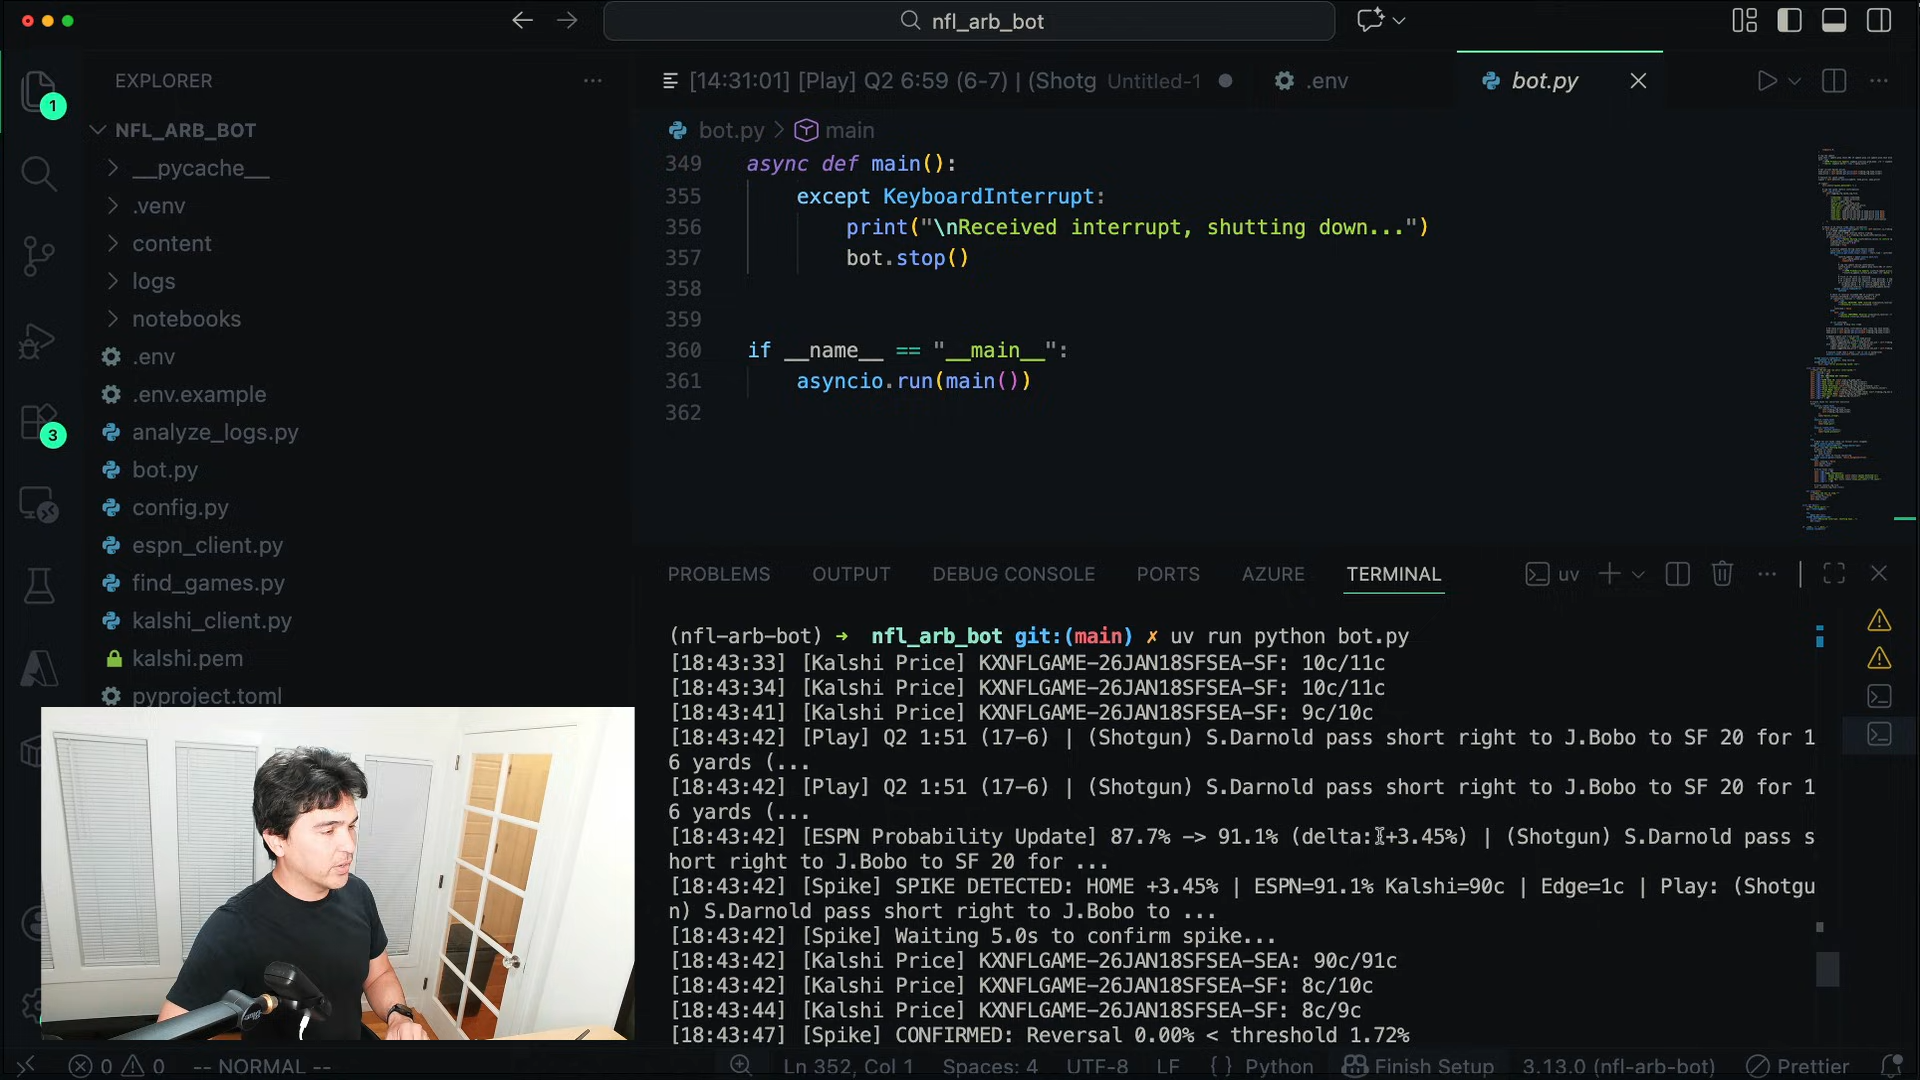 nfl_arb_bot
EXPLORER
[14:31:01] [Play] Q2 6:59 (6-7) | (Shotg Untitled-1
.env
bot.py
1
NFL_ARB_BOT
bot.py > main
__pycache__
.venv
content
logs
notebooks
.env
.env.example
analyze_logs.py
bot.py
config.py
espn_client.py
find_games.py
kalshi_client.py
kalshi.pem
pyproject.toml
3
349 async def main():
355 except KeyboardInterrupt:
356 print("\nReceived interrupt, shutting down...")
357 bot.stop()
358
359
360 if __name__ == "__main__":
361 asyncio.run(main())
362
PROBLEMS OUTPUT DEBUG CONSOLE PORTS AZURE TERMINAL uv
(nfl-arb-bot) → nfl_arb_bot git:(main) ✗ uv run python bot.py
[18:43:33] [Kalshi Price] KXNFLGAME-26JAN18SFSEA-SF: 10c/11c
[18:43:34] [Kalshi Price] KXNFLGAME-26JAN18SFSEA-SF: 10c/11c
[18:43:41] [Kalshi Price] KXNFLGAME-26JAN18SFSEA-SF: 9c/10c
[18:43:42] [Play] Q2 1:51 (17-6) | (Shotgun) S.Darnold pass short right to J.Bobo to SF 20 for 1
6 yards (...
[18:43:42] [Play] Q2 1:51 (17-6) | (Shotgun) S.Darnold pass short right to J.Bobo to SF 20 for 1
6 yards (...
[18:43:42] [ESPN Probability Update] 87.7% -> 91.1% (delta: +3.45%) | (Shotgun) S.Darnold pass s
hort right to J.Bobo to SF 20 for ...
[18:43:42] [Spike] SPIKE DETECTED: HOME +3.45% | ESPN=91.1% Kalshi=90c | Edge=1c | Play: (Shotgu
n) S.Darnold pass short right to J.Bobo to ...
[18:43:42] [Spike] Waiting 5.0s to confirm spike...
[18:43:42] [Kalshi Price] KXNFLGAME-26JAN18SFSEA-SEA: 90c/91c
[18:43:42] [Kalshi Price] KXNFLGAME-26JAN18SFSEA-SF: 8c/10c
[18:43:44] [Kalshi Price] KXNFLGAME-26JAN18SFSEA-SF: 8c/9c
[18:43:47] [Spike] CONFIRMED: Reversal 0.00% < threshold 1.72%
0 0 -- NORMAL -- Ln 352, Col 1 Spaces: 4 UTF-8 LF { } Python Finish Setup 3.13.0 (nfl-arb-bot) Prettier